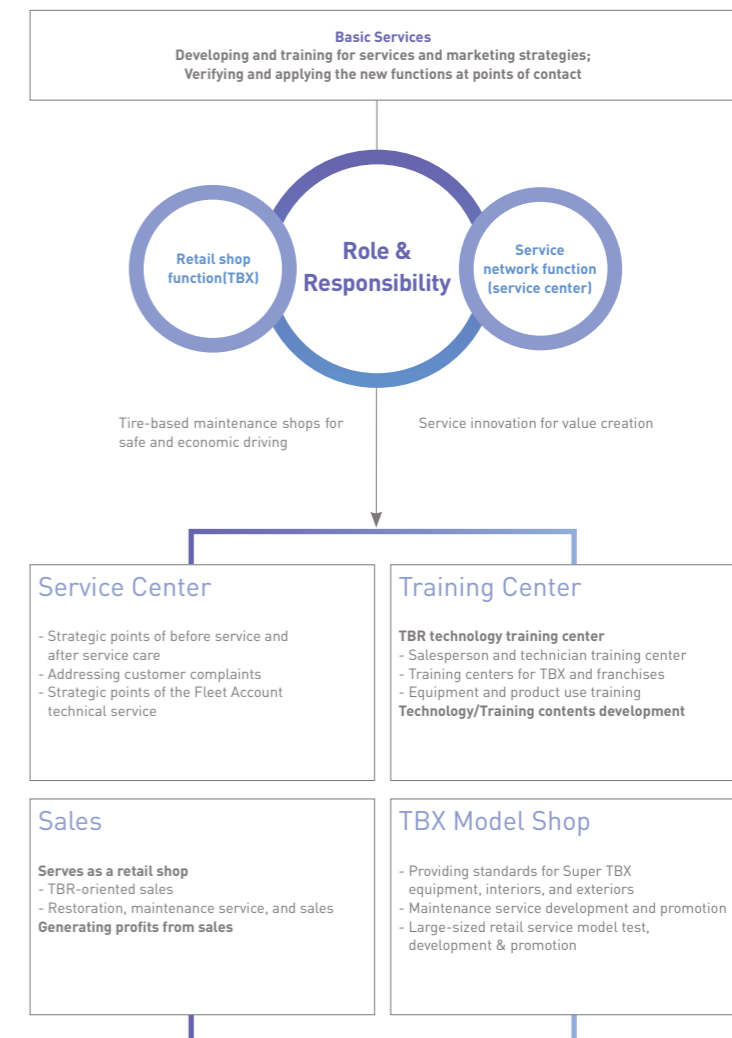 Basic Services
Developing and training for services and marketing strategies;
Verifying and applying the new functions at points of contact
Retail shop
function(TBX)
Role &
Responsibility
Service
network function
(service center)
Tire-based maintenance shops for
safe and economic driving
Service innovation for value creation
Service Center
- Strategic points of before service and
after service care
- Addressing customer complaints
- Strategic points of the Fleet Account
technical service
Training Center
TBR technology training center
- Salesperson and technician training center
- Training centers for TBX and franchises
- Equipment and product use training
Technology/Training contents development
Sales
Serves as a retail shop
- TBR-oriented sales
- Restoration, maintenance service, and sales
Generating profits from sales
TBX Model Shop
- Providing standards for Super TBX
equipment, interiors, and exteriors
- Maintenance service development and promotion
- Large-sized retail service model test,
development & promotion